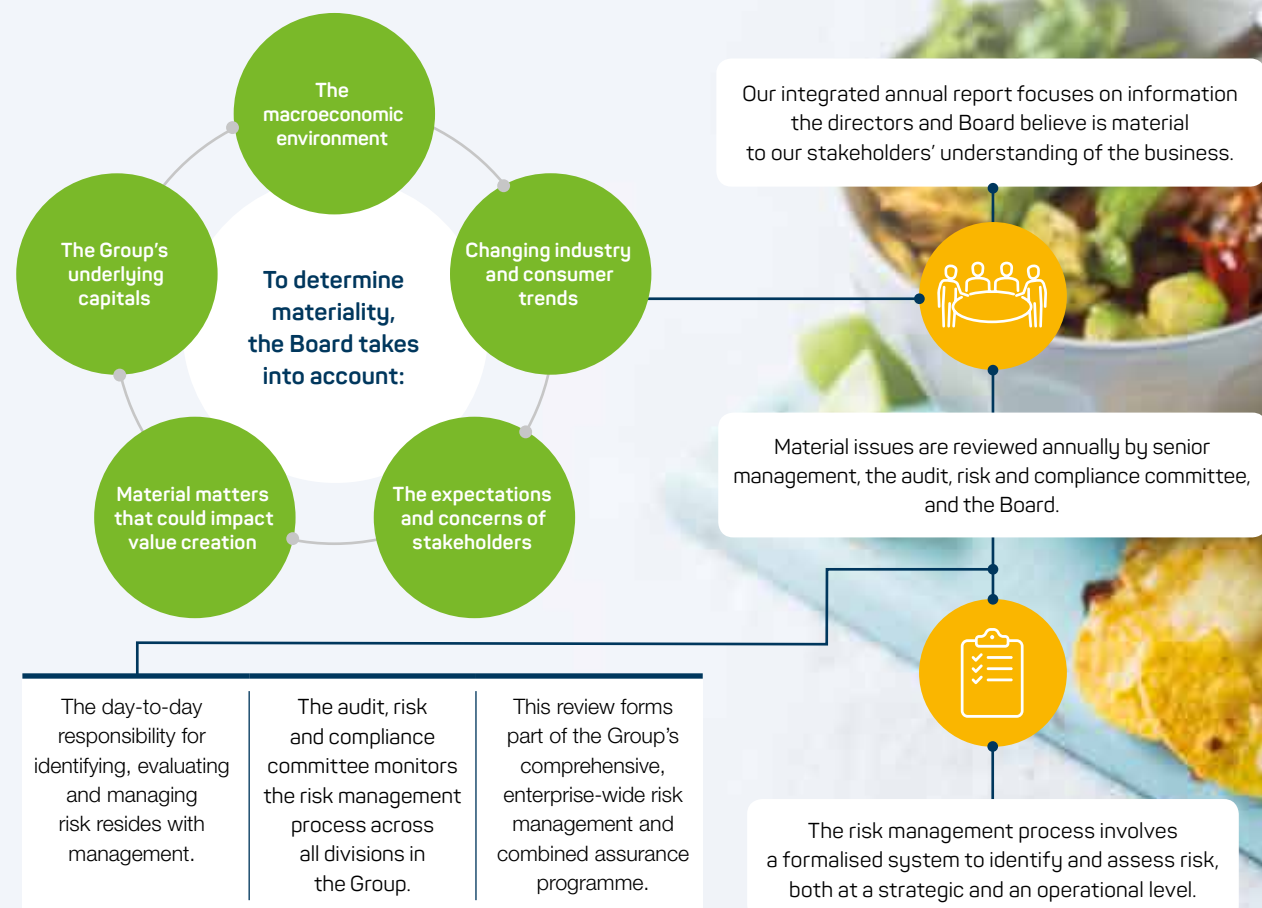 The
macroeconomic
environment
Changing industry
and consumer
trends
The expectations
and concerns of
stakeholders
Material matters
that could impact
value creation
The Group's
underlying
capitals
To determine
materiality,
the Board takes
into account:
Our integrated annual report focuses on information
the directors and Board believe is material
to our stakeholders' understanding of the business.
Material issues are reviewed annually by senior
management, the audit, risk and compliance committee,
and the Board.
The day-to-day
responsibility for
identifying, evaluating
and managing
risk resides with
management.
The audit, risk
and compliance
committee monitors
the risk management
process across
all divisions in
the Group.
This review forms
part of the Group's
comprehensive,
enterprise-wide risk
management and
combined assurance
programme.
The risk management process involves
a formalised system to identify and assess risk,
both at a strategic and an operational level.